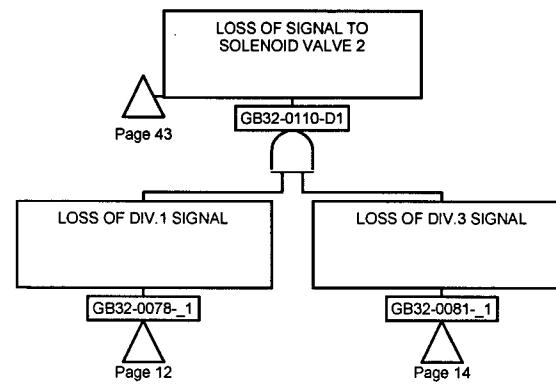 LOSS OF SIGNAL TO
SOLENOID VALVE 2
Page 43
GB32-0110-D1
LOSS OF DIV.1 SIGNAL
LOSS OF DIV.3 SIGNAL
GB32-0078-_1
GB32-0081-_1
Page 12
Page 14